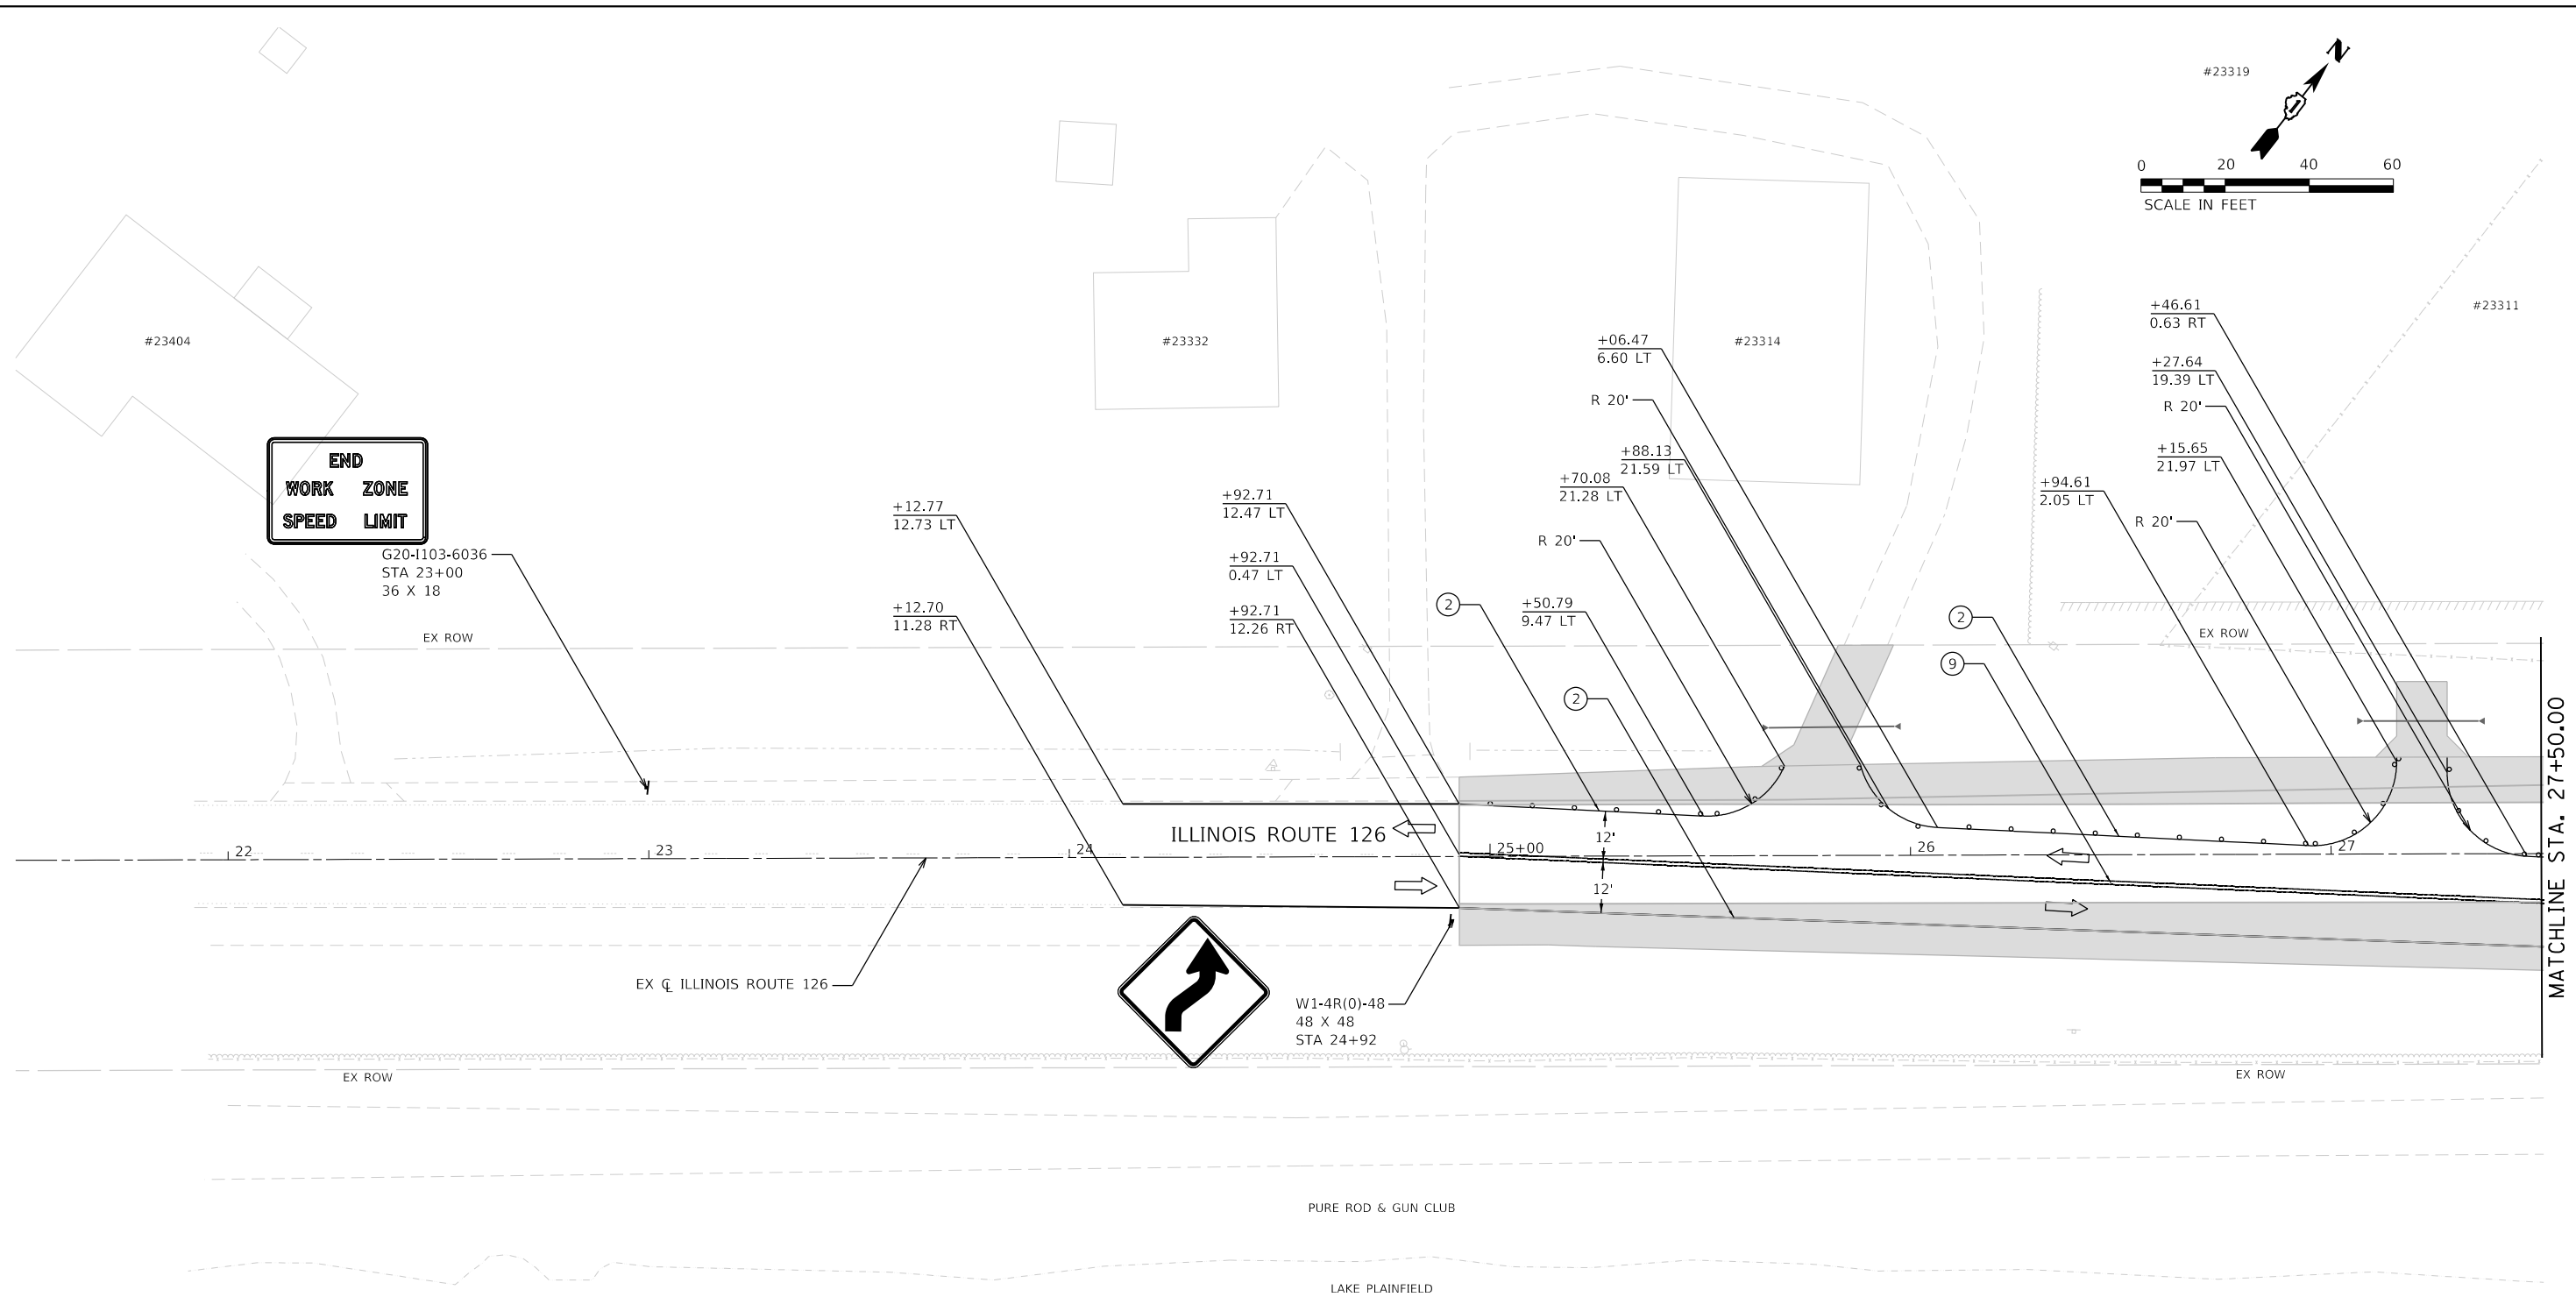 N
#23319
0 20 40 60
SCALE IN FEET
#23311
#23404
#23332
#23314
+46.61
0.63 RT
+27.64
19.39 LT
R 20'
+15.65
21.97 LT
+94.61
2.05 LT
R 20'
+06.47
6.60 LT
R 20'
+88.13
21.59 LT
+70.08
21.28 LT
R 20'
+50.79
9.47 LT
2
2
2
9
+92.71
12.47 LT
+92.71
0.47 LT
+92.71
12.26 RT
+12.77
12.73 LT
+12.70
11.28 RT
END
WORK ZONE
SPEED LIMIT
G20-I103-6036
STA 23+00
36 X 18
EX ROW
EX ROW
ILLINOIS ROUTE 126
12'
12'
22
23
24
25+00
26
27
MATCHLINE STA. 27+50.00
EX ℄ ILLINOIS ROUTE 126
W1-4R(0)-48
48 X 48
STA 24+92
EX ROW
EX ROW
PURE ROD & GUN CLUB
LAKE PLAINFIELD